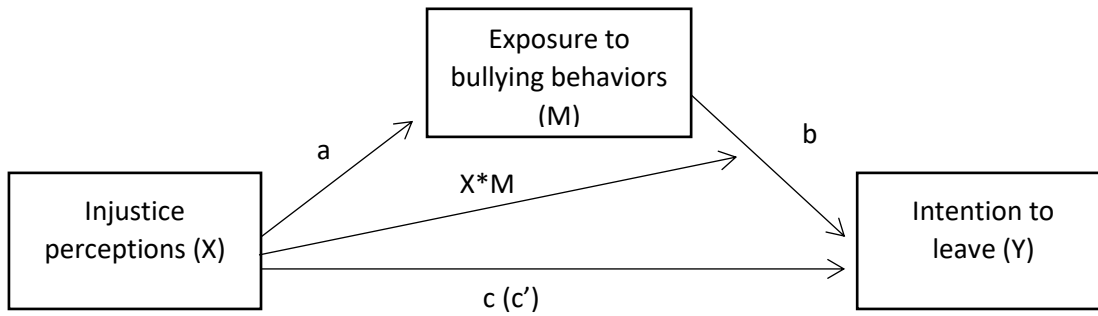 Exposure to
bullying behaviors
(M)
a
b
X*M
Injustice
perceptions (X)
Intention to
leave (Y)
c (c’)